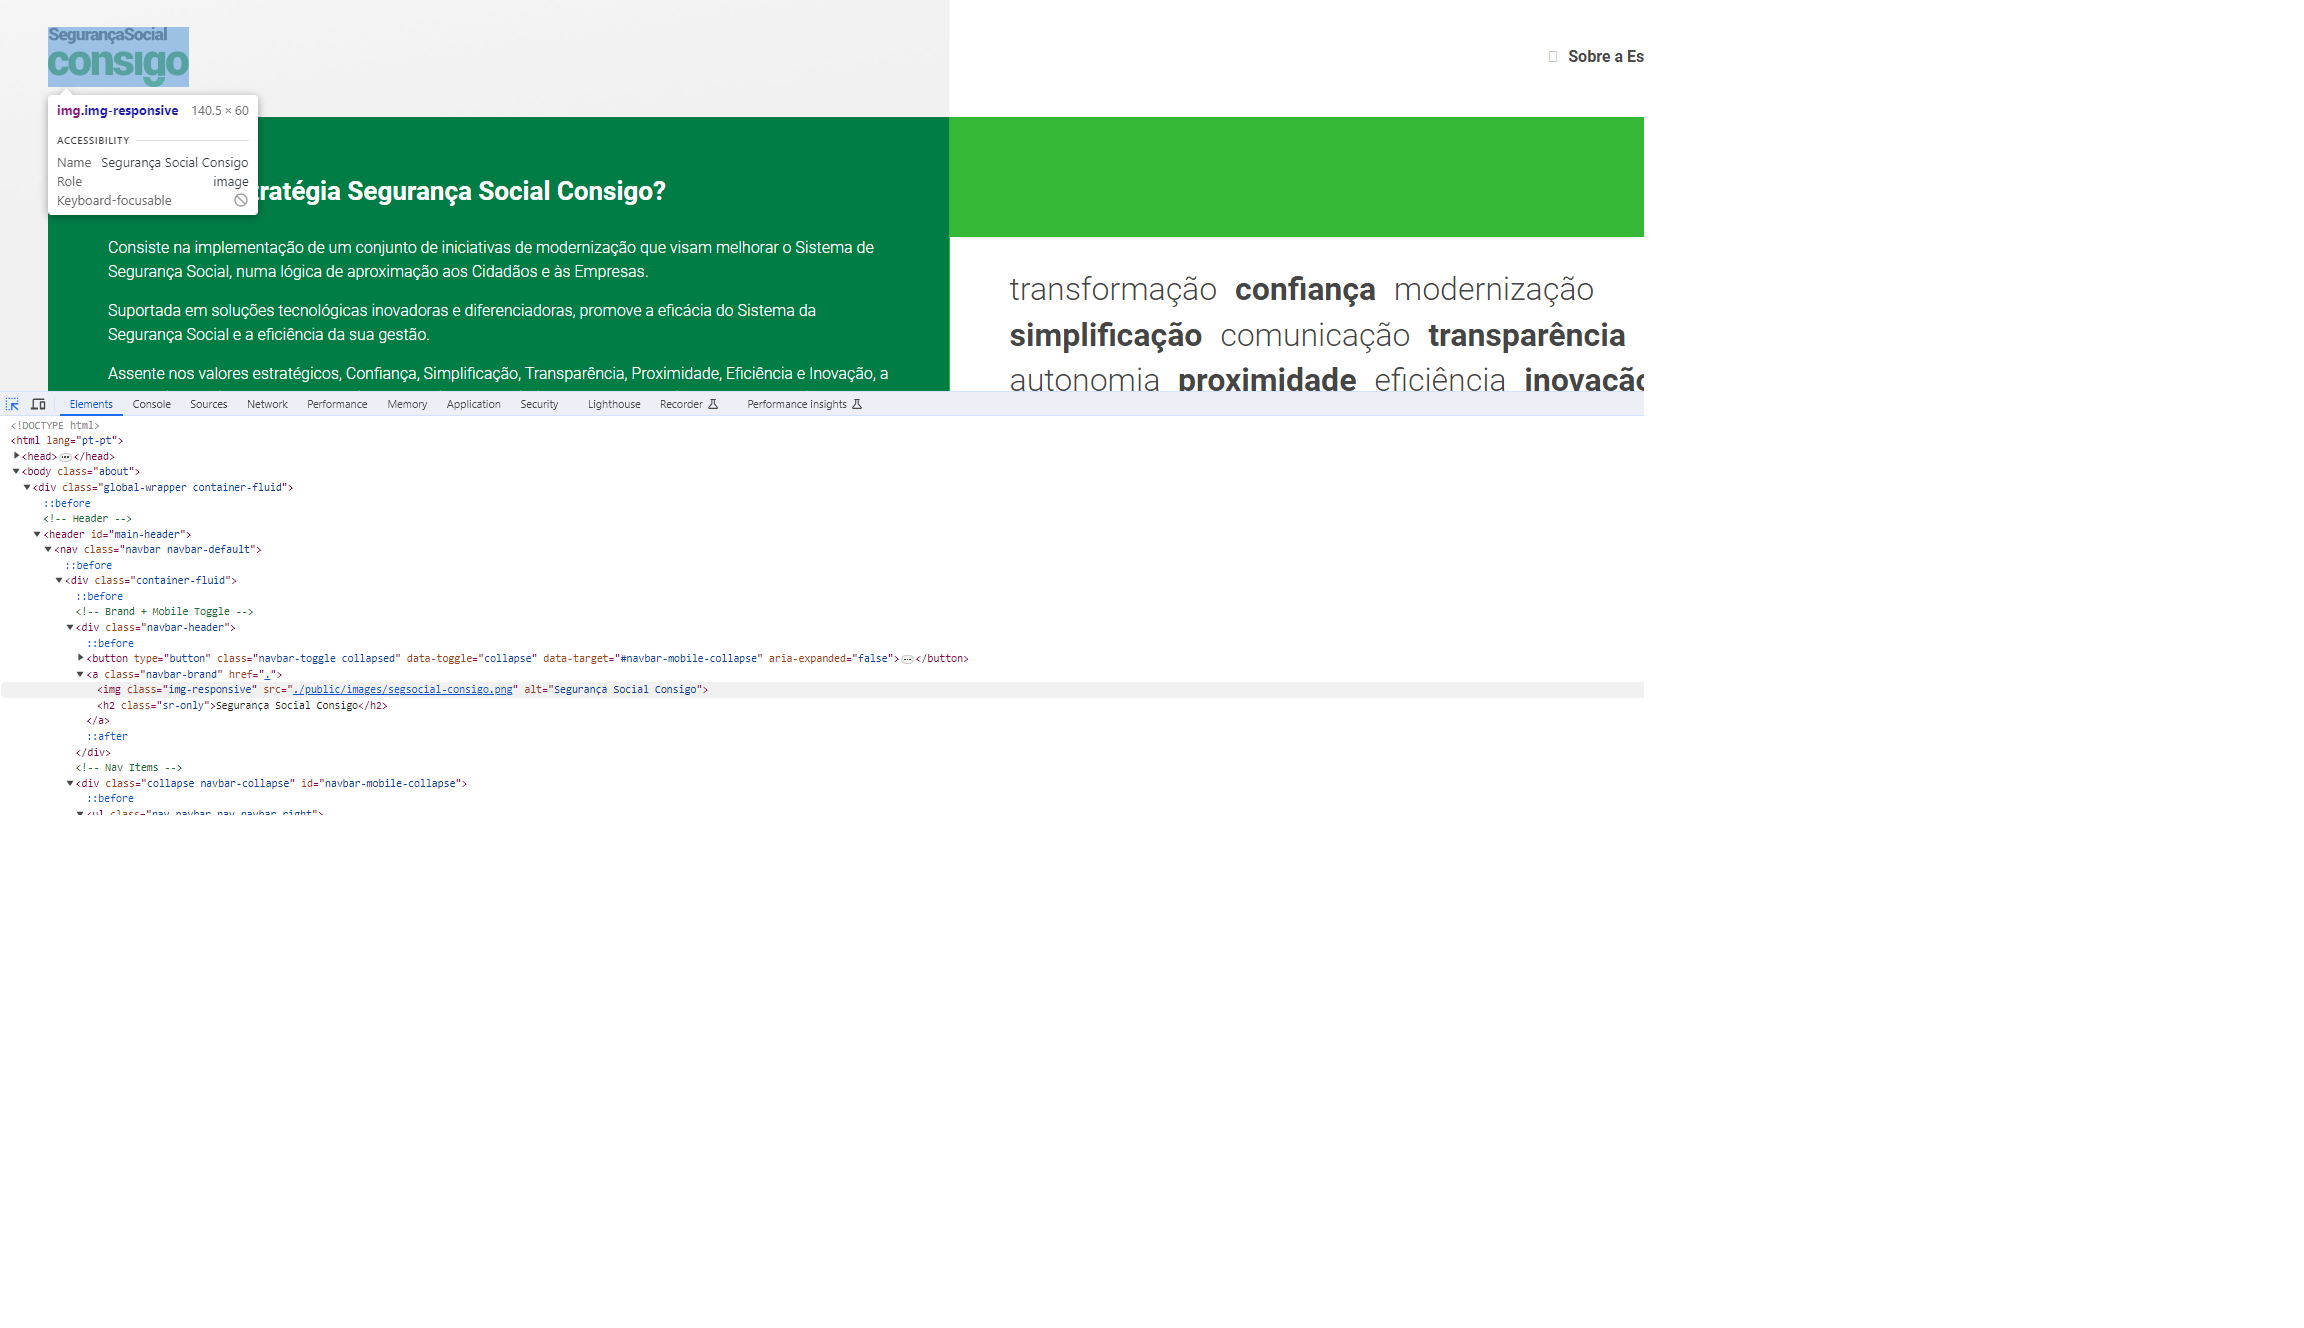 SegurançaSocial
consigo
Sobre a Es
img.img-responsive 140.5 × 60
ACCESSIBILITY
Name Segurança Social Consigo
Role image
Keyboard-focusable
tratégia Segurança Social Consigo?
Consiste na implementação de um conjunto de iniciativas de modernização que visam melhorar o Sistema de
Segurança Social, numa lógica de aproximação aos Cidadãos e às Empresas.
Suportada em soluções tecnológicas inovadoras e diferenciadoras, promove a eficácia do Sistema da
Segurança Social e a eficiência da sua gestão.
Assente nos valores estratégicos, Confiança, Simplificação, Transparência, Proximidade, Eficiência e Inovação, a
transformação confiança modernização
simplificação comunicação transparência
autonomia proximidade eficiência inovação
Elements Console Sources Network Performance Memory Application Security Lighthouse Recorder Performance insights
<!DOCTYPE html>
<html lang="pt-pt">
<head>…</head>
<body class="about">
<div class="global-wrapper container-fluid">
::before
<!-- Header -->
<header id="main-header">
<nav class="navbar navbar-default">
::before
<div class="container-fluid">
::before
<!-- Brand + Mobile Toggle -->
<div class="navbar-header">
::before
<button type="button" class="navbar-toggle collapsed" data-toggle="collapse" data-target="#navbar-mobile-collapse" aria-expanded="false">…</button>
<a class="navbar-brand" href=".">
<img class="img-responsive" src="./public/images/segsocial-consigo.png" alt="Segurança Social Consigo">
<h2 class="sr-only">Segurança Social Consigo</h2>
</a>
::after
</div>
<!-- Nav Items -->
<div class="collapse navbar-collapse" id="navbar-mobile-collapse">
::before
<ul class="nav navbar-nav navbar-right">